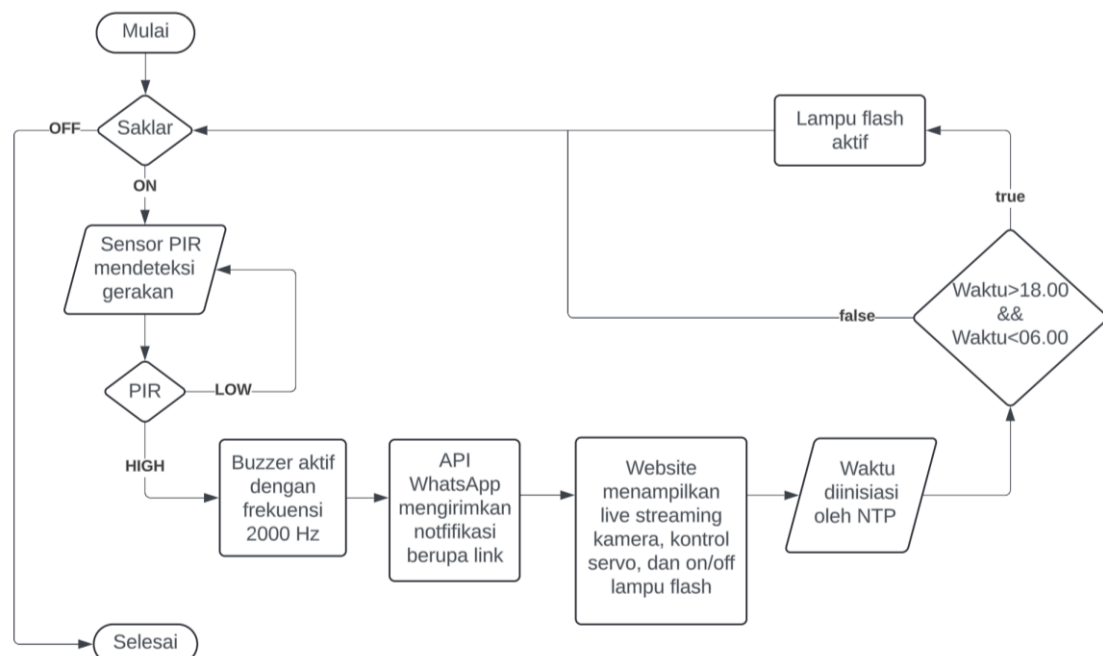 Mulai
Saklar
OFF
ON
Sensor PIR
mendeteksi
gerakan
PIR
LOW
HIGH
Buzzer aktif
dengan
frekuensi
2000 Hz
API
WhatsApp
mengirimkan
notfifikasi
berupa link
Website
menampilkan
live streaming
kamera, kontrol
servo, dan on/off
lampu flash
Waktu
diinisiasi
oleh NTP
Waktu>18.00
&&
Waktu<06.00
true
false
Lampu flash
aktif
Selesai